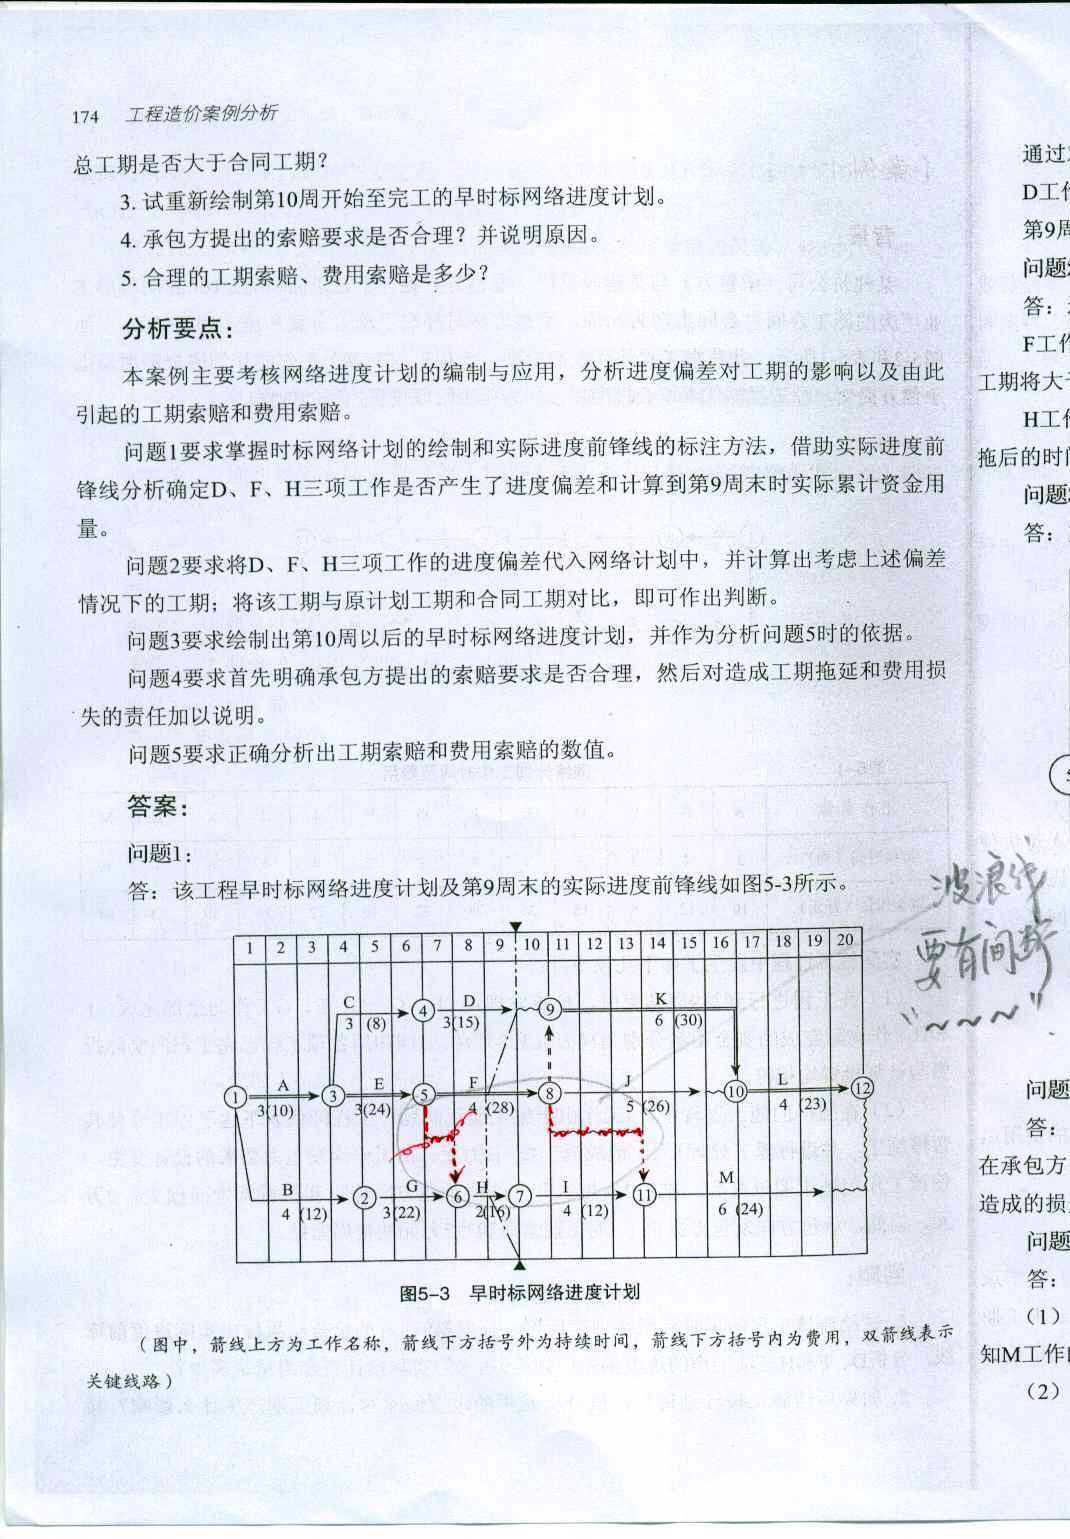 174 工程造价案例分析
总工期是否大于合同工期？
3. 试重新绘制第10周开始至完工的早时标网络进度计划。
4. 承包方提出的索赔要求是否合理？并说明原因。
5. 合理的工期索赔、费用索赔是多少？
分析要点：
本案例主要考核网络进度计划的编制与应用，分析进度偏差对工期的影响以及由此
引起的工期索赔和费用索赔。
问题1要求掌握时标网络计划的绘制和实际进度前锋线的标注方法，借助实际进度前
锋线分析确定D、F、H三项工作是否产生了进度偏差和计算到第9周末时实际累计资金用
量。
问题2要求将D、F、H三项工作的进度偏差代入网络计划中，并计算出考虑上述偏差
情况下的工期；将该工期与原计划工期和合同工期对比，即可作出判断。
问题3要求绘制出第10周以后的早时标网络进度计划，并作为分析问题5时的依据。
问题4要求首先明确承包方提出的索赔要求是否合理，然后对造成工期拖延和费用损
失的责任加以说明。
问题5要求正确分析出工期索赔和费用索赔的数值。
答案：
问题1：
答：该工程早时标网络进度计划及第9周末的实际进度前锋线如图5-3所示。
波浪线
要有间断
"~~~"
1 2 3 4 5 6 7 8 9 10 11 12 13 14 15 16 17 18 19 20
C D K
4 9
3 (8) 3(15) 6 (30)
A E F J L
1 3 5 8 10 12
3(10) 3(24) 4 (28) 5 (26) 4 (23)
B G H I M
2 6 7 11
4 (12) 3(22) 2(16) 4 (12) 6 (24)
图5-3 早时标网络进度计划
（图中，箭线上方为工作名称，箭线下方括号外为持续时间，箭线下方括号内为费用，双箭线表示
关键线路）
通过
D工作
第9周
问题
答：
F工作
工期将大于
H工作
拖后的时间
问题
答：
5
问题
答：
在承包方
造成的损
问题
答：
（1）
知M工作
（2）